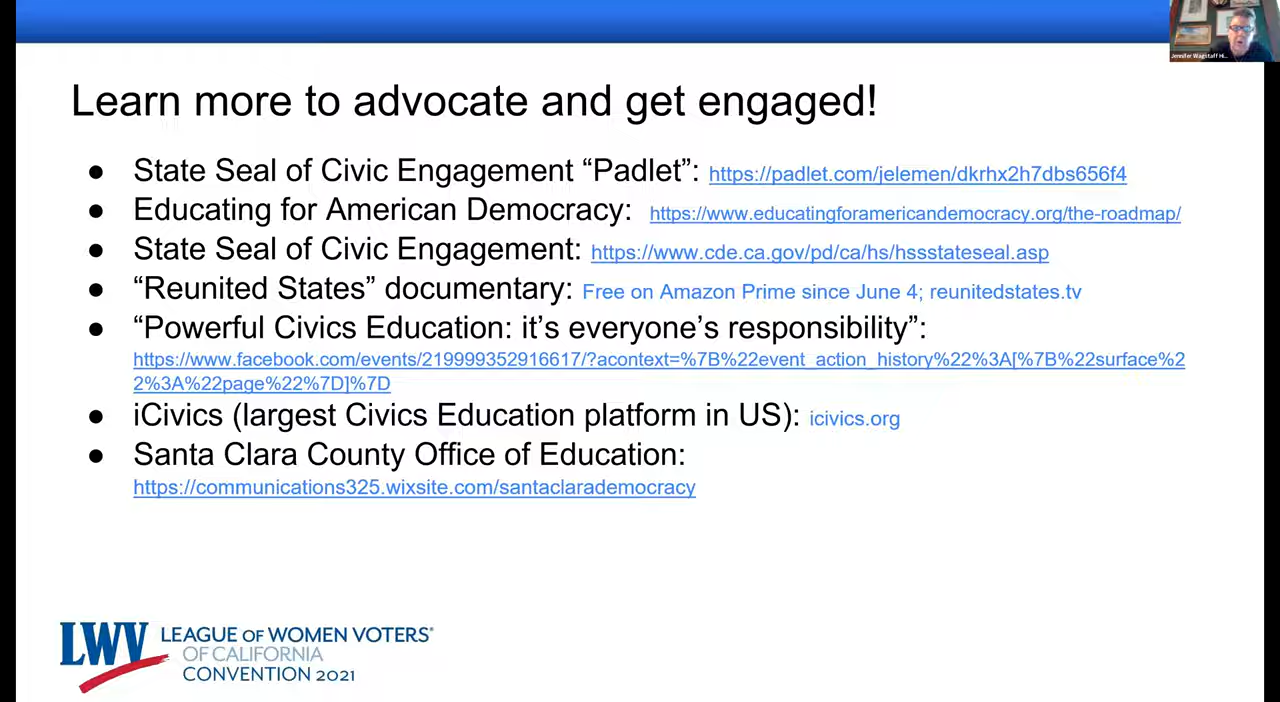 Jennifer Wagstaff Hi...
Learn more to advocate and get engaged!
● State Seal of Civic Engagement “Padlet”: https://padlet.com/jelemen/dkrhx2h7dbs656f4
● Educating for American Democracy: https://www.educatingforamericandemocracy.org/the-roadmap/
● State Seal of Civic Engagement: https://www.cde.ca.gov/pd/ca/hs/hssstateseal.asp
● “Reunited States” documentary: Free on Amazon Prime since June 4; reunitedstates.tv
● “Powerful Civics Education: it’s everyone’s responsibility”:
https://www.facebook.com/events/219999352916617/?acontext=%7B%22event_action_history%22%3A[%7B%22surface%2
2%3A%22page%22%7D]%7D
● iCivics (largest Civics Education platform in US): icivics.org
● Santa Clara County Office of Education:
https://communications325.wixsite.com/santaclarademocracy
LWV LEAGUE OF WOMEN VOTERS®
OF CALIFORNIA
CONVENTION 2021